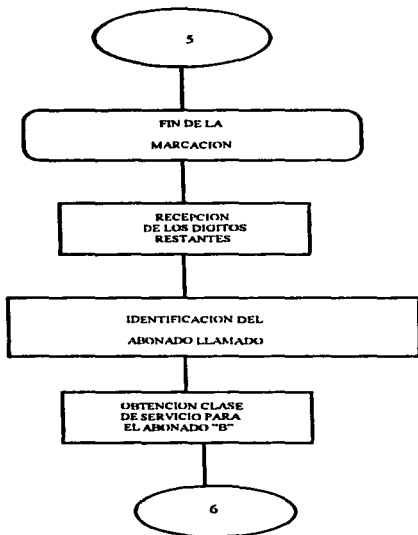 5
FIN DE LA
MARCACION
RECEPCION
DE LOS DIGITOS
RESTANTES
IDENTIFICACION DEL
ABONADO LLAMADO
OBTENCION CLASE
DE SERVICIO PARA
EL ABONADO "B"
6